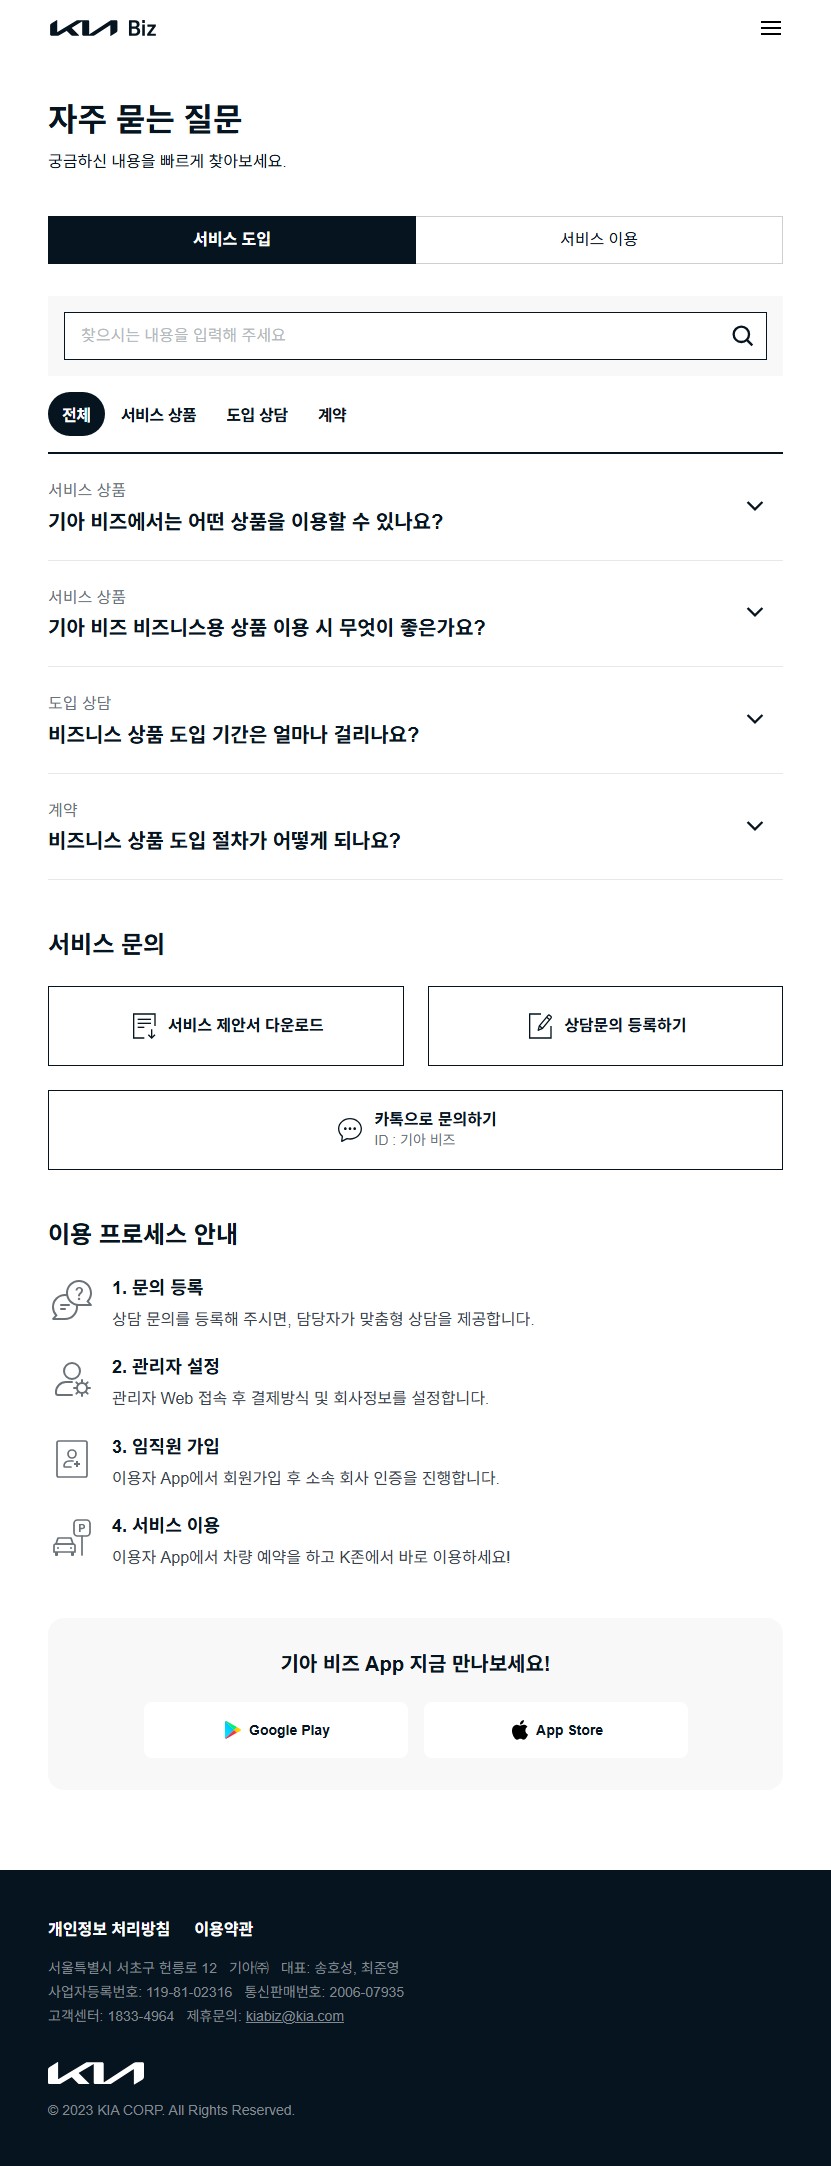 KIA Biz
자주 묻는 질문
궁금하신 내용을 빠르게 찾아보세요.
서비스 도입
서비스 이용
찾으시는 내용을 입력해 주세요
전체
서비스 상품
도입 상담
계약
서비스 상품
기아 비즈에서는 어떤 상품을 이용할 수 있나요?
서비스 상품
기아 비즈 비즈니스용 상품 이용 시 무엇이 좋은가요?
도입 상담
비즈니스 상품 도입 기간은 얼마나 걸리나요?
계약
비즈니스 상품 도입 절차가 어떻게 되나요?
서비스 문의
서비스 제안서 다운로드
상담문의 등록하기
카톡으로 문의하기
ID : 기아 비즈
이용 프로세스 안내
1. 문의 등록
상담 문의를 등록해 주시면, 담당자가 맞춤형 상담을 제공합니다.
2. 관리자 설정
관리자 Web 접속 후 결제방식 및 회사정보를 설정합니다.
3. 임직원 가입
이용자 App에서 회원가입 후 소속 회사 인증을 진행합니다.
4. 서비스 이용
이용자 App에서 차량 예약을 하고 K존에서 바로 이용하세요!
기아 비즈 App 지금 만나보세요!
Google Play
App Store
개인정보 처리방침
이용약관
서울특별시 서초구 헌릉로 12 기아㈜ 대표: 송호성, 최준영
사업자등록번호: 119-81-02316 통신판매번호: 2006-07935
고객센터: 1833-4964 제휴문의: kiabiz@kia.com
KIA
© 2023 KIA CORP. All Rights Reserved.